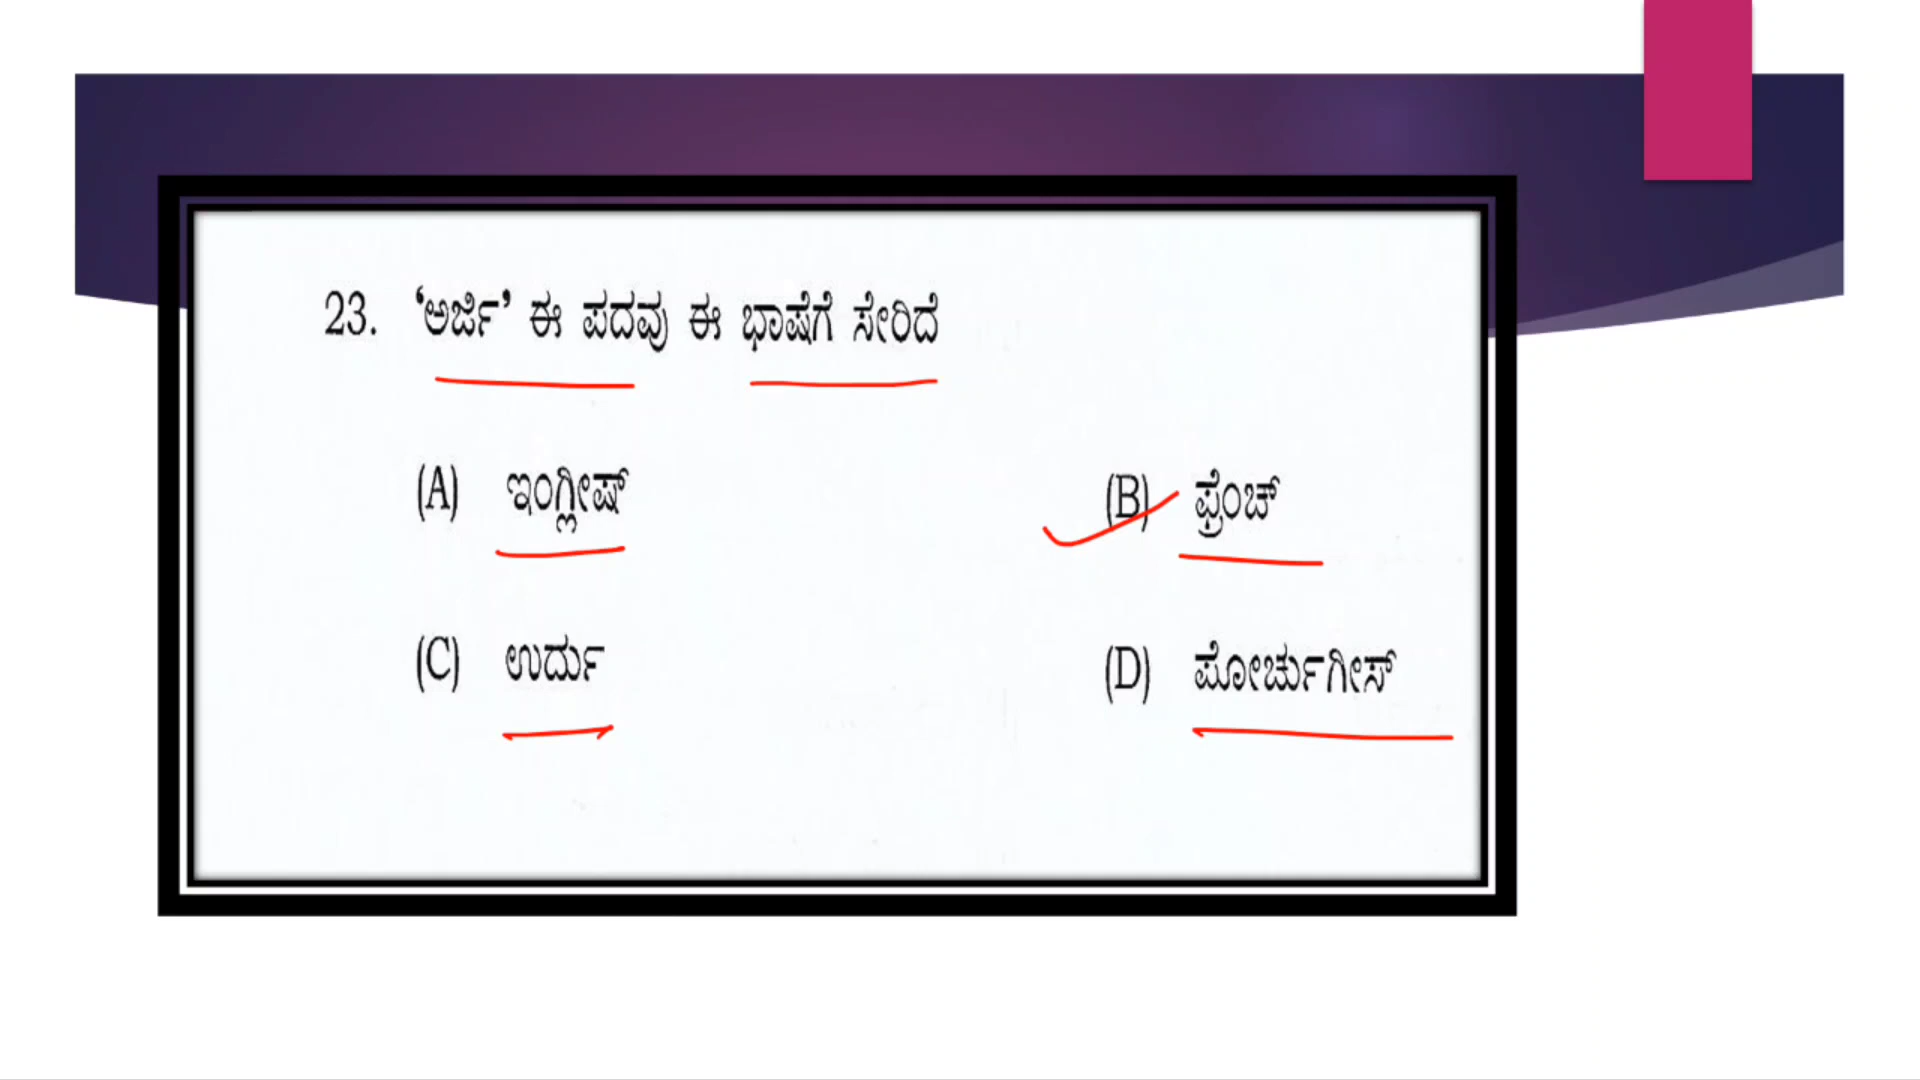 23. ‘ಅರ್ಜಿ’ ಈ ಪದವು ಈ ಭಾಷೆಗೆ ಸೇರಿದೆ
(A) ಇಂಗ್ಲೀಷ್ (B) ಫ್ರೆಂಚ್
(C) ಉರ್ದು (D) ಪೋರ್ಚುಗೀಸ್